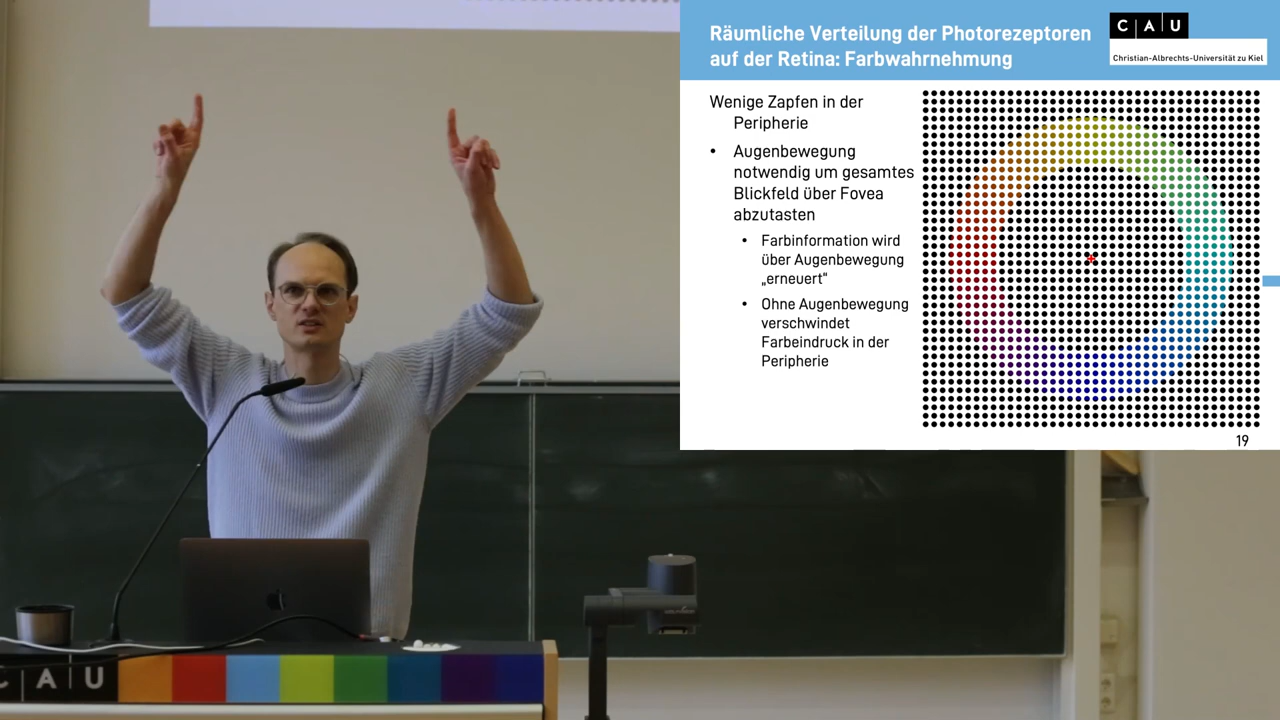 Räumliche Verteilung der Photorezeptoren
auf der Retina: Farbwahrnehmung
C A U
Christian-Albrechts-Universität zu Kiel
Wenige Zapfen in der
Peripherie
• Augenbewegung
notwendig um gesamtes
Blickfeld über Fovea
abzutasten
• Farbinformation wird
über Augenbewegung
„erneuert“
• Ohne Augenbewegung
verschwindet
Farbeindruck in der
Peripherie
19
C A U